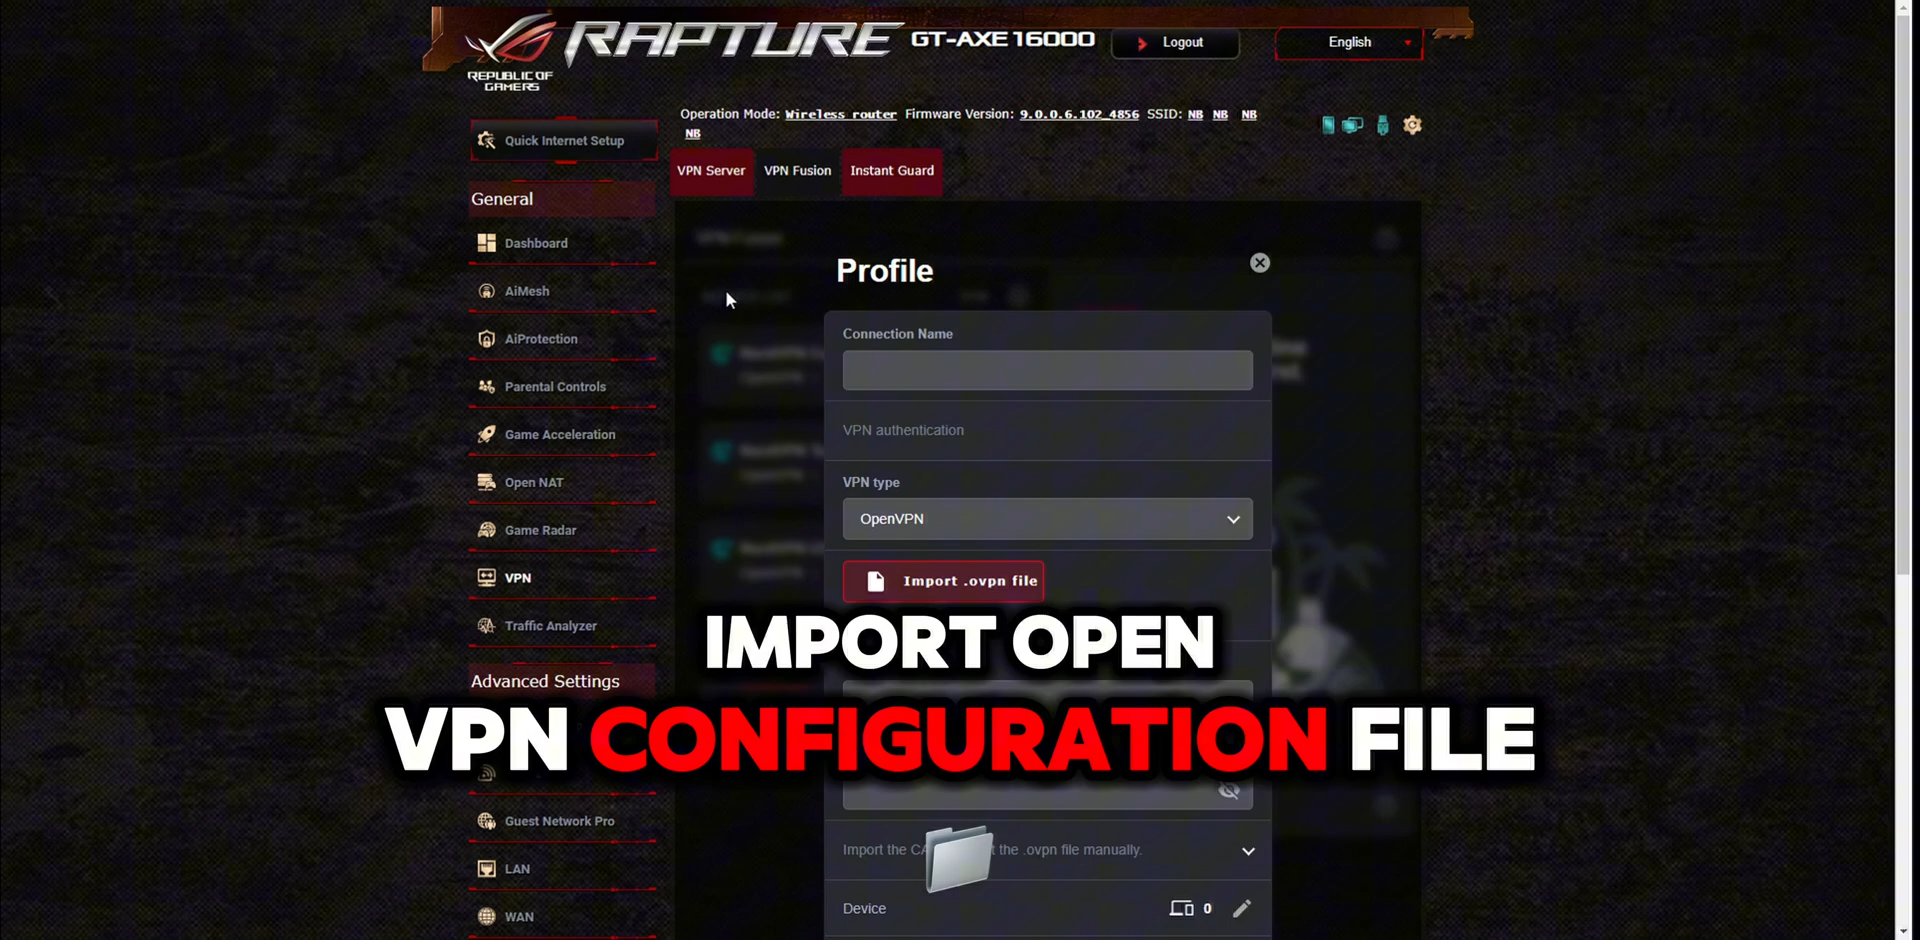 RAPTURE GT-AXE16000 Logout English
REPUBLIC OF
GAMERS
Operation Mode: Wireless router Firmware Version: 9.0.0.6.102_4856 SSID: NB NB NB
NB
Quick Internet Setup
VPN Server VPN Fusion Instant Guard
General
Dashboard
AiMesh
AiProtection
Parental Controls
Game Acceleration
Open NAT
Game Radar
VPN
Traffic Analyzer
Advanced Settings
Guest Network Pro
LAN
WAN
Profile
Connection Name
VPN authentication
VPN type
OpenVPN
Import .ovpn file
IMPORT OPEN
VPN CONFIGURATION FILE
Import the the .ovpn file manually.
Device 0